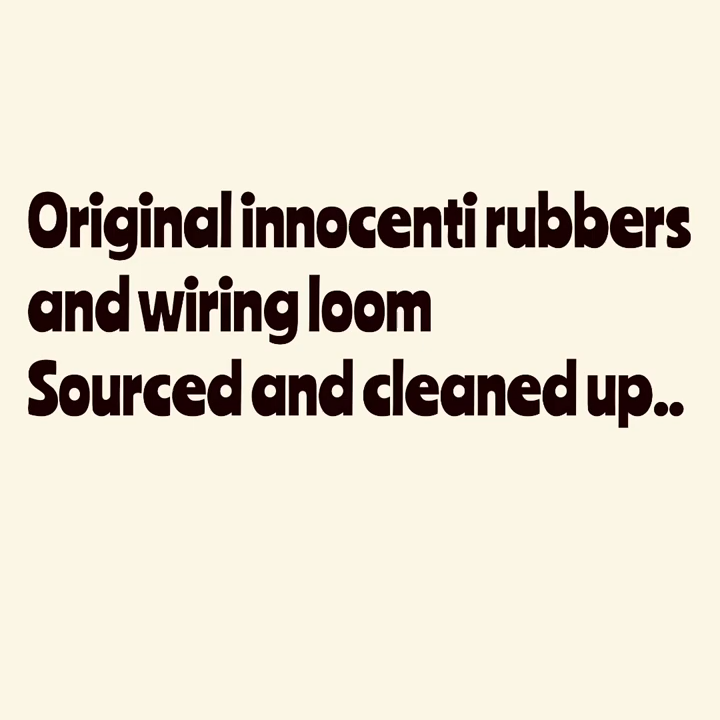 Original innocenti rubbers
and wiring loom
Sourced and cleaned up..